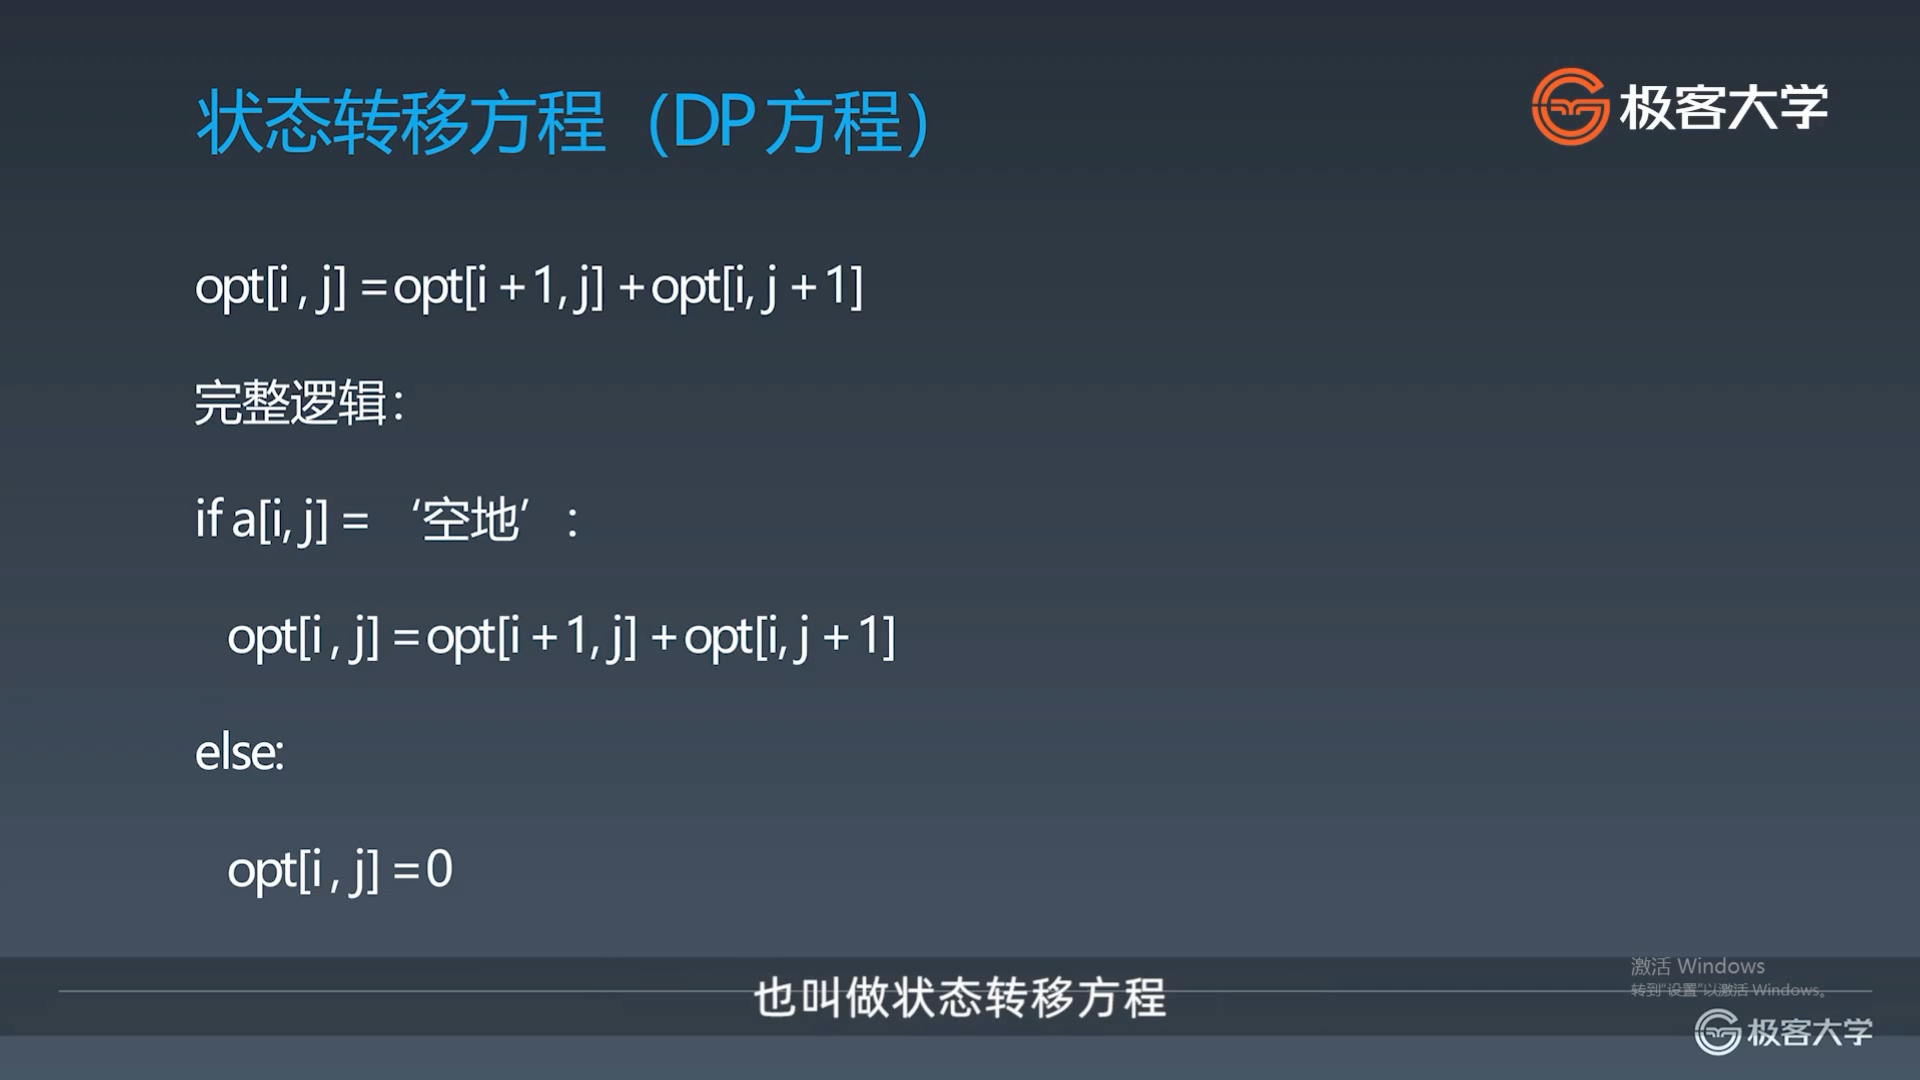 状态转移方程（DP方程）
极客大学
opt[i , j] = opt[i + 1, j] + opt[i, j + 1]
完整逻辑：
if a[i, j] = ‘空地’ ：
opt[i , j] = opt[i + 1, j] + opt[i, j + 1]
else:
opt[i , j] = 0
也叫做状态转移方程
激活 Windows
转到"设置"以激活 Windows。
极客大学